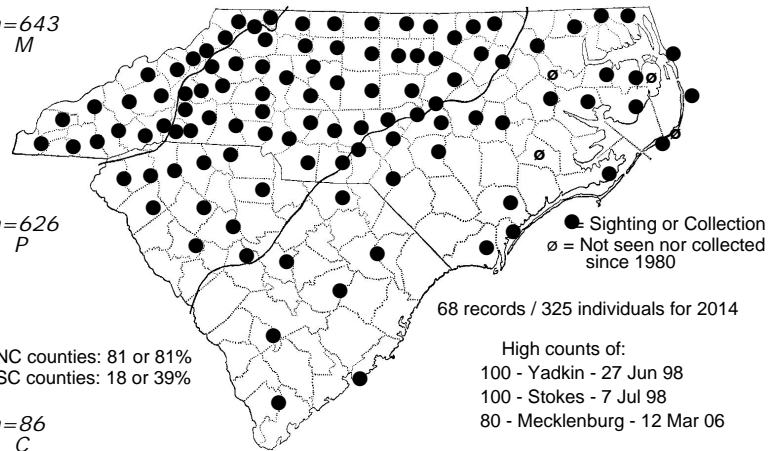 n=643
M
n=626
P
= Sighting or Collection
ø = Not seen nor collected
since 1980
68 records / 325 individuals for 2014
NC counties: 81 or 81%
SC counties: 18 or 39%
High counts of:
100 - Yadkin - 27 Jun 98
100 - Stokes - 7 Jul 98
80 - Mecklenburg - 12 Mar 06
n=86
C